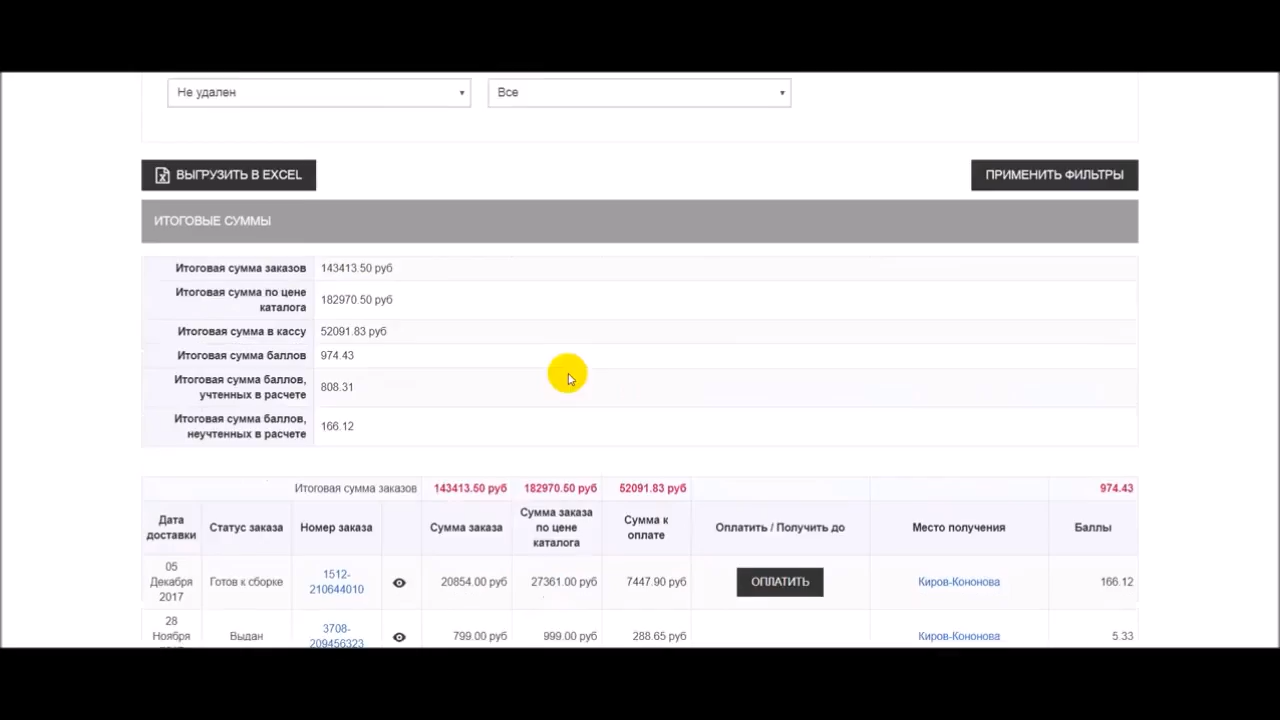 Не удален
Все
ВЫГРУЗИТЬ В EXCEL
ПРИМЕНИТЬ ФИЛЬТРЫ
ИТОГОВЫЕ СУММЫ
Итоговая сумма заказов 143413.50 руб
Итоговая сумма по цене
каталога 182970.50 руб
Итоговая сумма в кассу 52091.83 руб
Итоговая сумма баллов 974.43
Итоговая сумма баллов,
учтенных в расчете 808.31
Итоговая сумма баллов,
неучтенных в расчете 166.12
Итоговая сумма заказов 143413.50 руб 182970.50 руб 52091.83 руб 974.43
Дата
доставки
Статус заказа
Номер заказа
Сумма заказа
Сумма заказа
по цене
каталога
Сумма к
оплате
Оплатить / Получить до
Место получения
Баллы
05
Декабря
2017
Готов к сборке
1512-
210644010
20854.00 руб
27361.00 руб
7447.90 руб
ОПЛАТИТЬ
Киров-Кононова
166.12
28
Ноября
Выдан
3708-
209456323
799.00 руб
999.00 руб
288.65 руб
Киров-Кононова
5.33